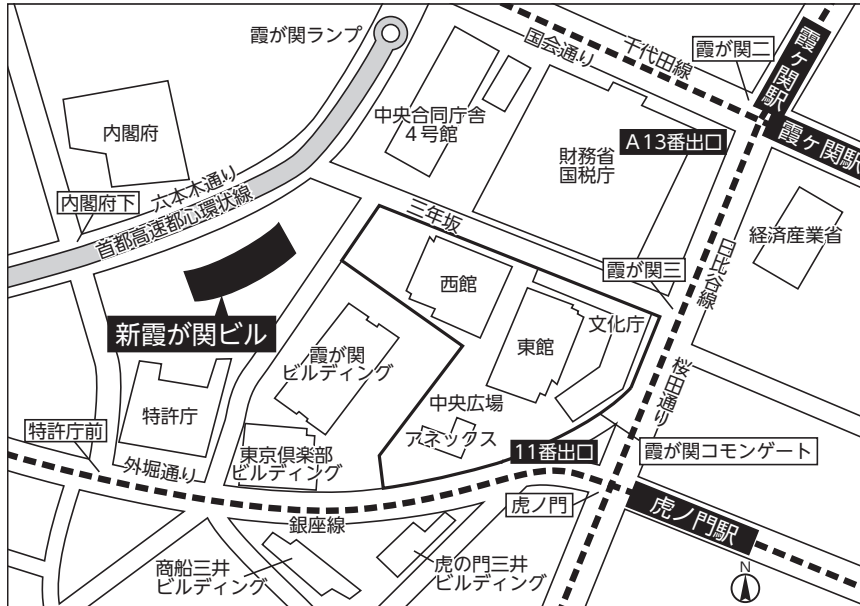 霞が関ランプ
国会通り
千代田線
霞が関二
霞ヶ関駅
霞ヶ関駅
内閣府
中央合同庁舎
4号館
財務省
国税庁
A13番出口
内閣府下
六本木通り
首都高速都心環状線
三年坂
経済産業省
霞が関三
日比谷線
西館
文化庁
東館
新霞が関ビル
霞が関
ビルディング
桜田通り
特許庁
中央広場
アネックス
特許庁前
外堀通り
東京倶楽部
ビルディング
11番出口
霞が関コモンゲート
虎ノ門
虎ノ門駅
銀座線
商船三井
ビルディング
虎の門三井
ビルディング
N